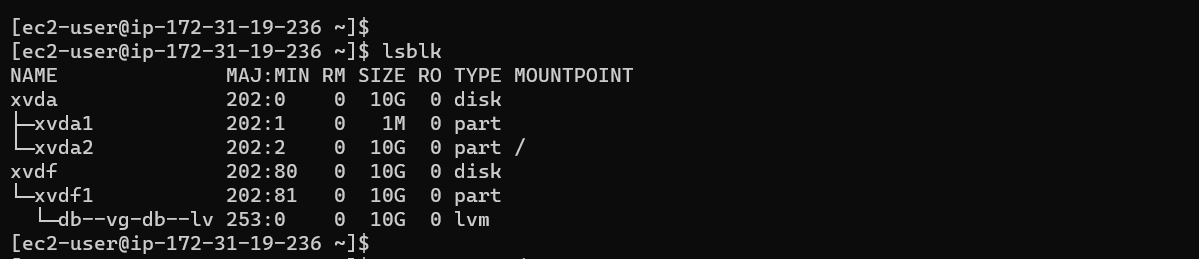 [ec2-user@ip-172-31-19-236 ~]$
[ec2-user@ip-172-31-19-236 ~]$ lsblk
NAME              MAJ:MIN RM SIZE RO TYPE MOUNTPOINT
xvda              202:0    0  10G  0 disk
├─xvda1           202:1    0   1M  0 part
└─xvda2           202:2    0  10G  0 part /
xvdf              202:80   0  10G  0 disk
└─xvdf1           202:81   0  10G  0 part
  └─db--vg-db--lv 253:0    0  10G  0 lvm
[ec2-user@ip-172-31-19-236 ~]$